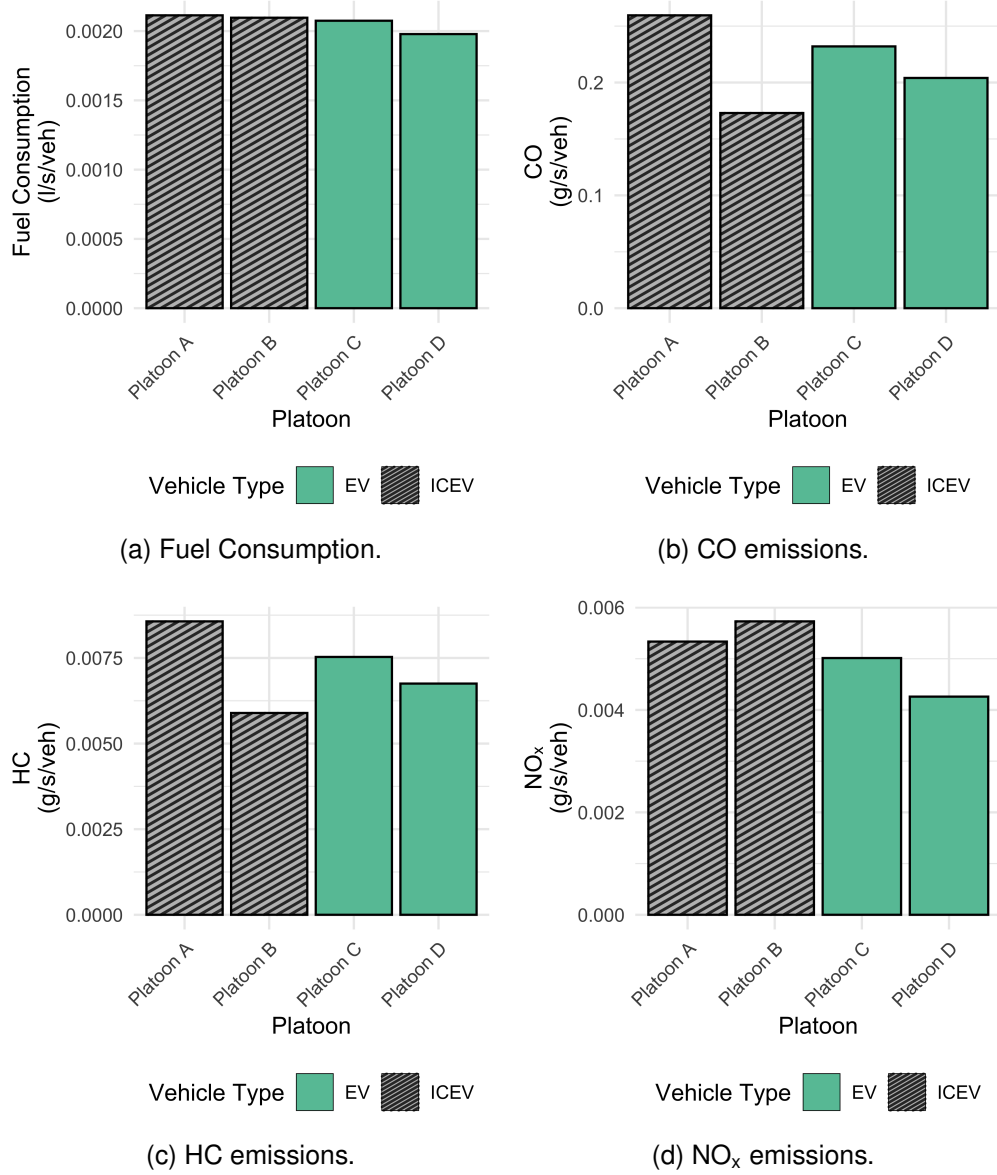 Fuel Consumption
(l/s/veh)
0.0020
0.0015
0.0010
0.0005
0.0000
Platoon A
Platoon B
Platoon C
Platoon D
Platoon
Vehicle Type EV ICEV
(a) Fuel Consumption.
CO
(g/s/veh)
0.2
0.1
0.0
Platoon A
Platoon B
Platoon C
Platoon D
Platoon
Vehicle Type EV ICEV
(b) CO emissions.
HC
(g/s/veh)
0.0075
0.0050
0.0025
0.0000
Platoon A
Platoon B
Platoon C
Platoon D
Platoon
Vehicle Type EV ICEV
(c) HC emissions.
NOₓ
(g/s/veh)
0.006
0.004
0.002
0.000
Platoon A
Platoon B
Platoon C
Platoon D
Platoon
Vehicle Type EV ICEV
(d) NOₓ emissions.